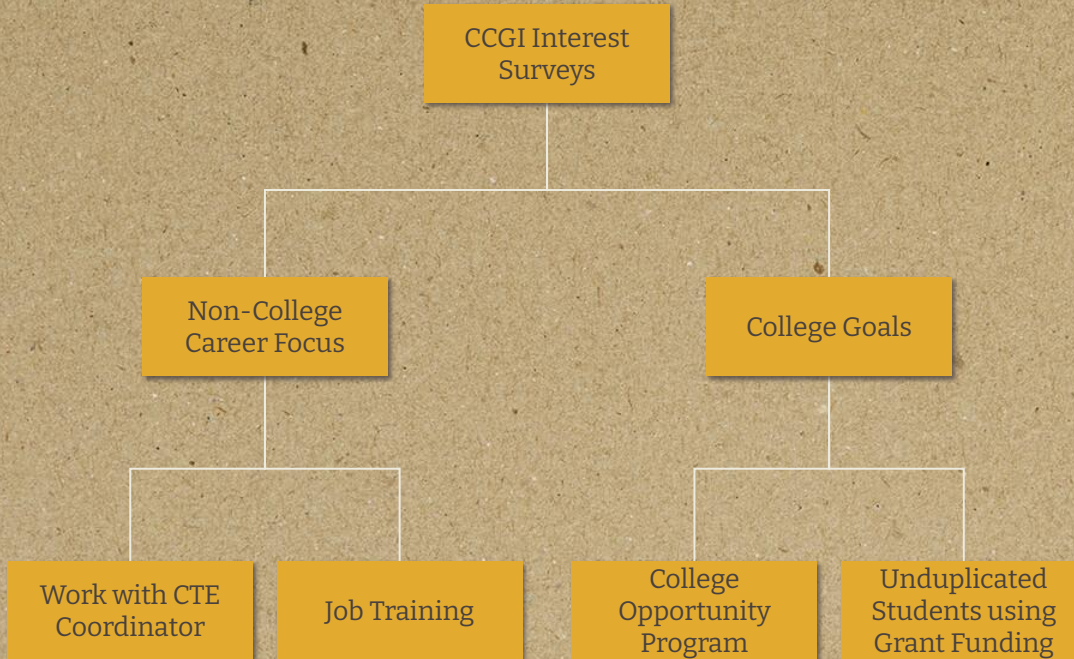 CCGI Interest
Surveys
Non-College
Career Focus
College Goals
Work with CTE
Coordinator
Job Training
College
Opportunity
Program
Unduplicated
Students using
Grant Funding